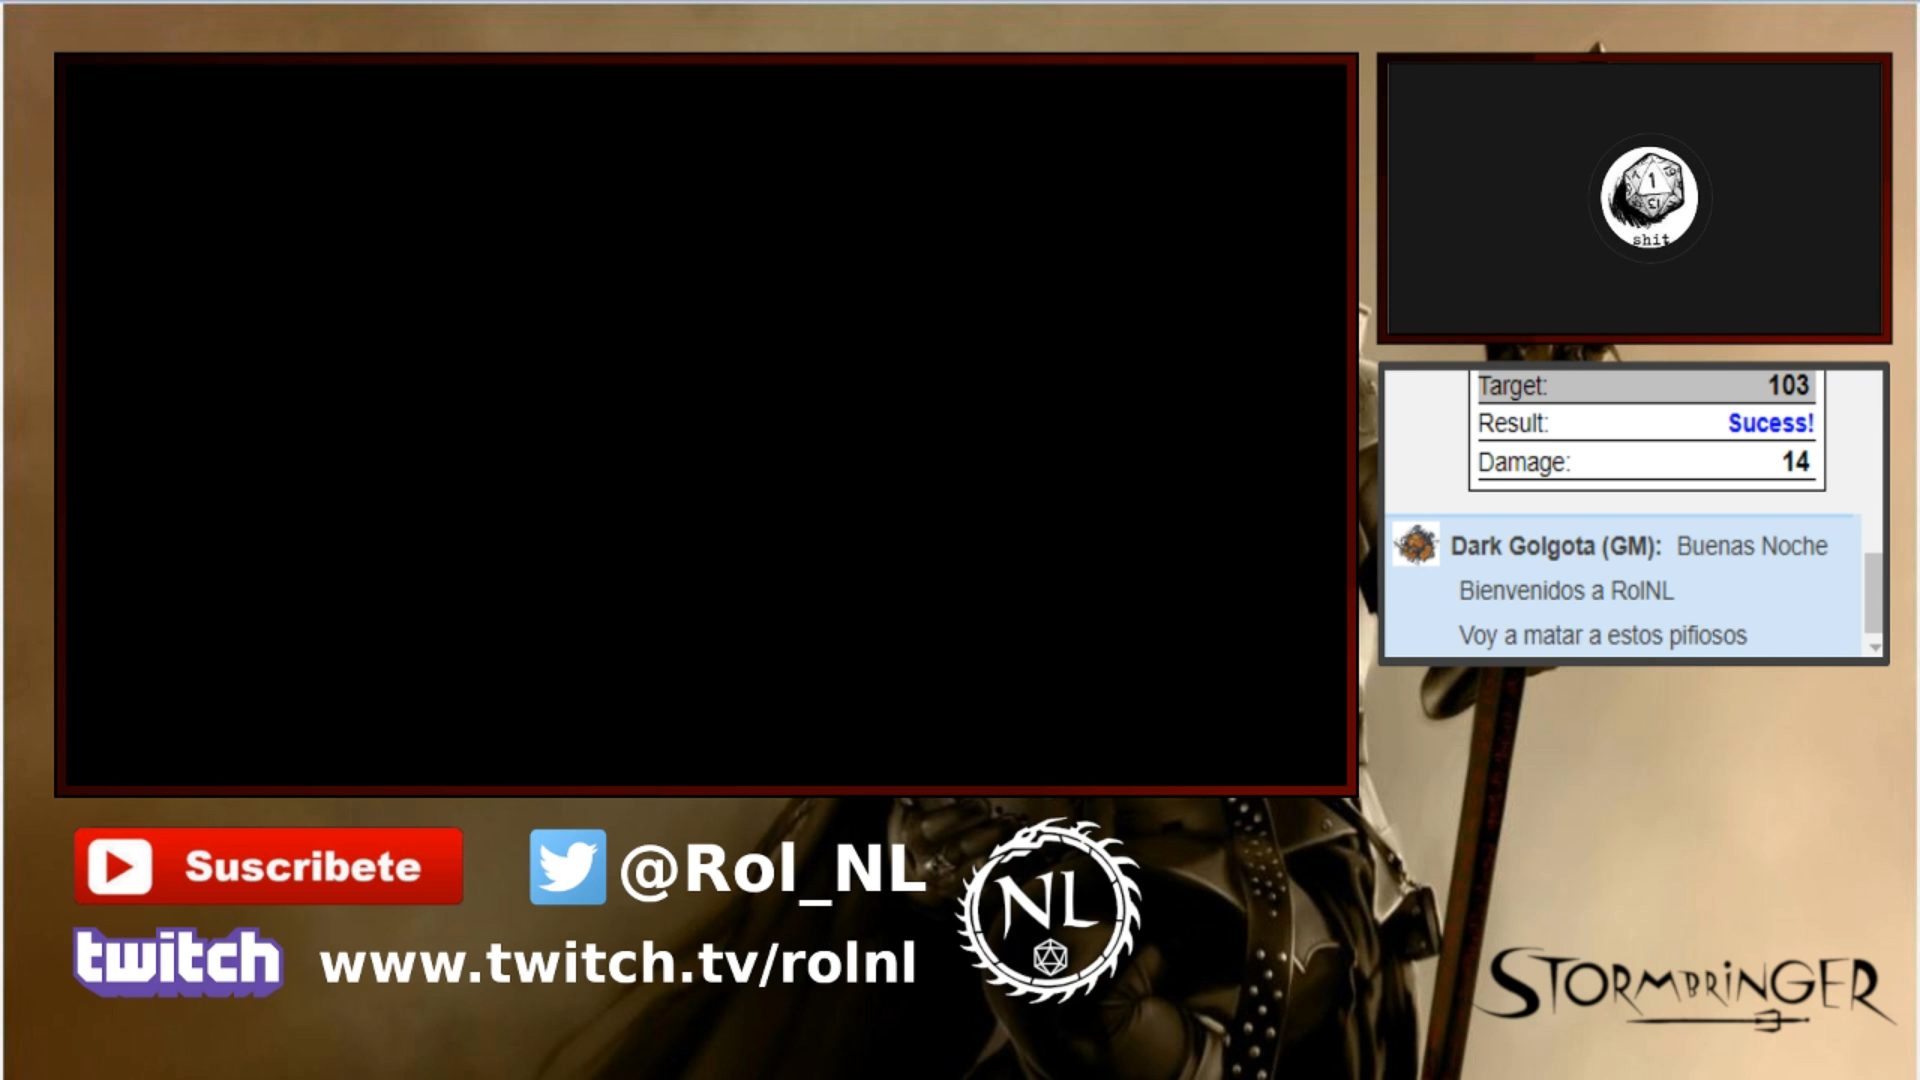 1
shit
Target: 103
Result: Sucess!
Damage: 14
Dark Golgota (GM): Buenas Noche
Bienvenidos a RolNL
Voy a matar a estos pifiosos
Suscribete
@Rol_NL
NL
twitch
www.twitch.tv/rolnl
STORMBRINGER